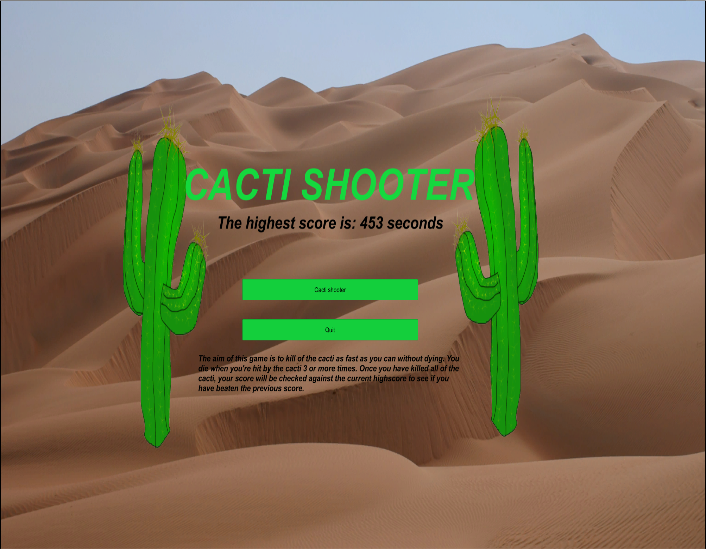 CACTI SHOOTER
The highest score is: 453 seconds
Cacti shooter
Quit
The aim of this game is to kill of the cacti as fast as you can without dying. You
die when you're hit by the cacti 3 or more times. Once you have killed all of the
cacti, your score will be checked against the current highscore to see if you
have beaten the previous score.